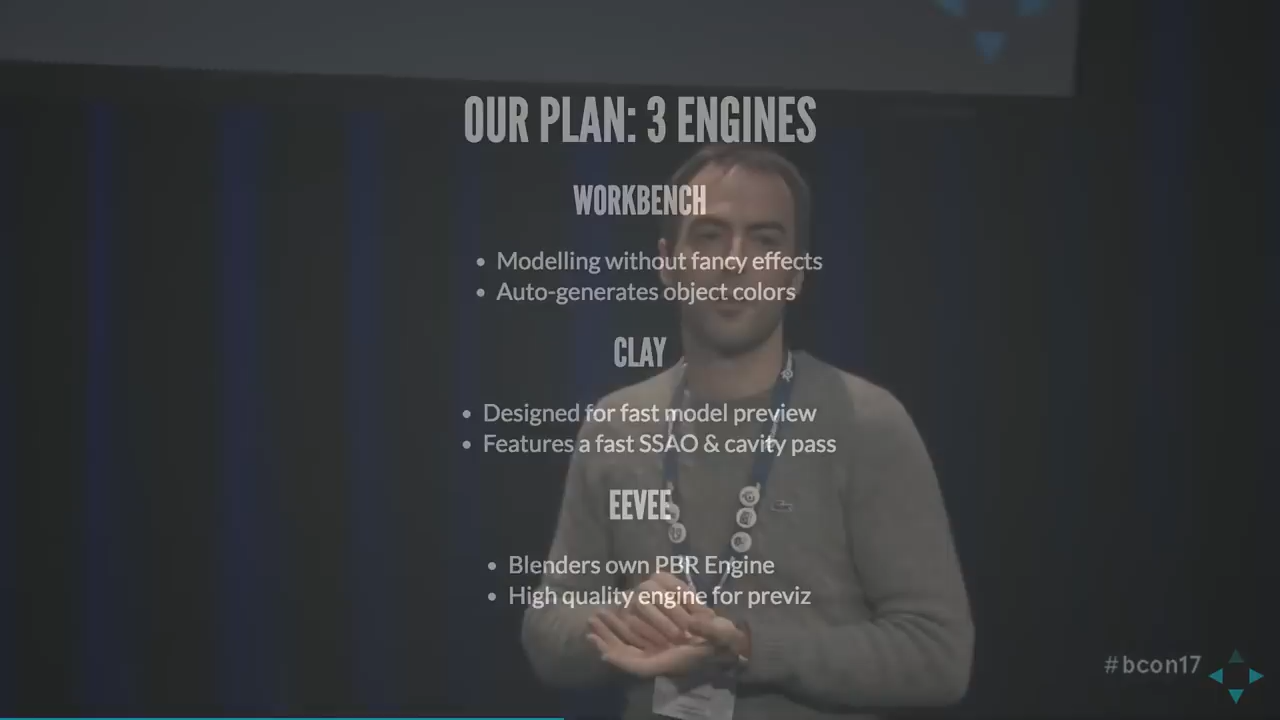 OUR PLAN: 3 ENGINES
WORKBENCH
• Modelling without fancy effects
• Auto-generates object colors
CLAY
• Designed for fast model preview
• Features a fast SSAO & cavity pass
EEVEE
• Blenders own PBR Engine
• High quality engine for previz
#bcon17